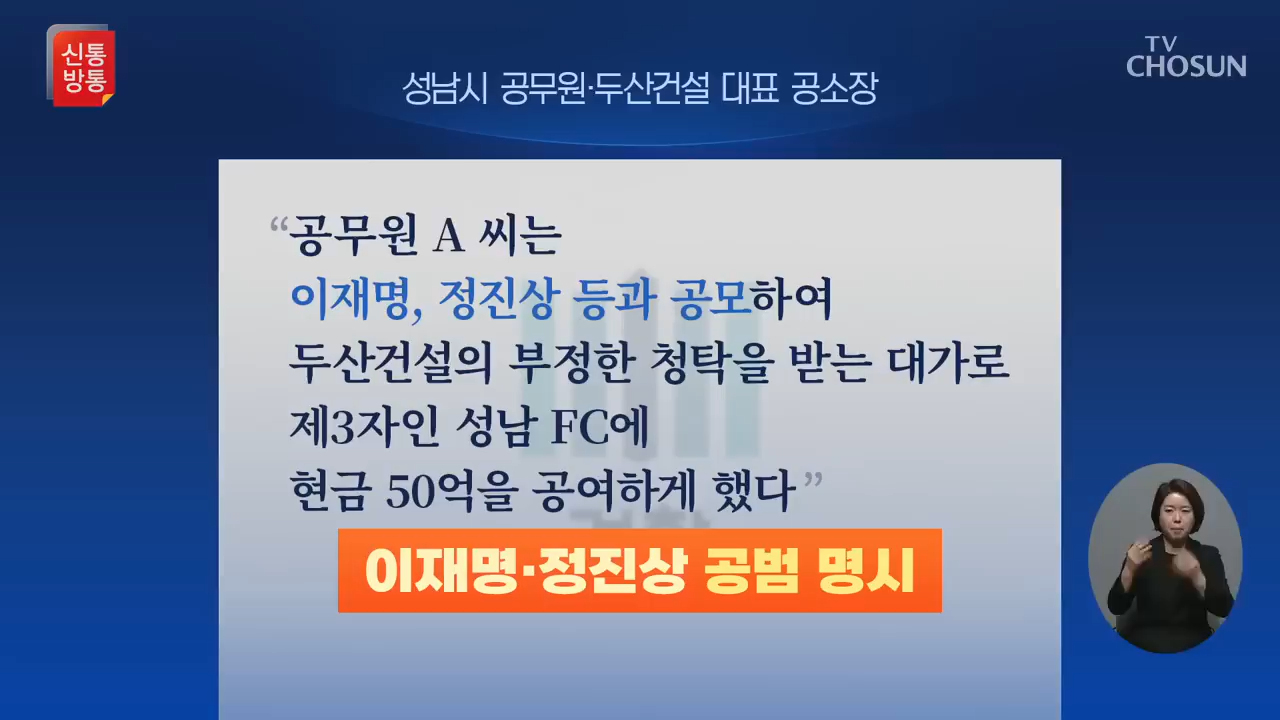 신통
방통
TV
CHOSUN
성남시 공무원·두산건설 대표 공소장
“공무원 A 씨는
이재명, 정진상 등과 공모하여
두산건설의 부정한 청탁을 받는 대가로
제3자인 성남 FC에
현금 50억을 공여하게 했다”
이재명·정진상 공범 명시